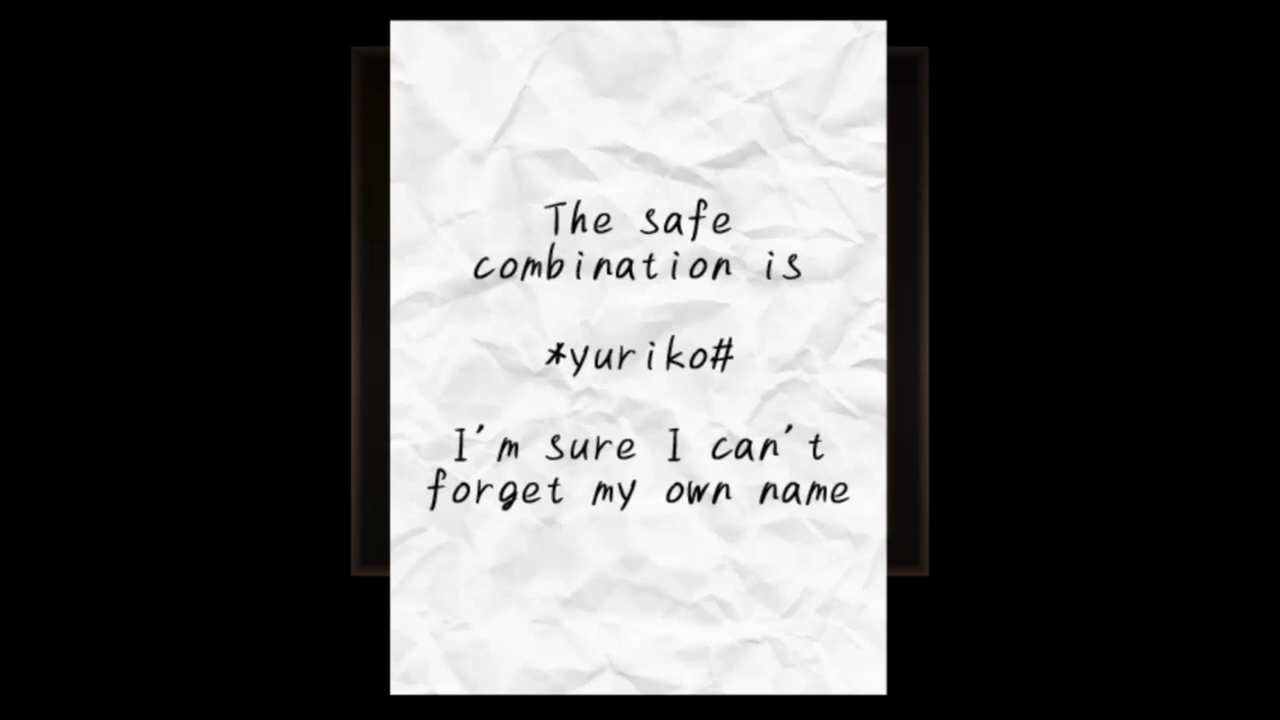 The safe
combination is
*yuriko#
I'm sure I can't
forget my own name